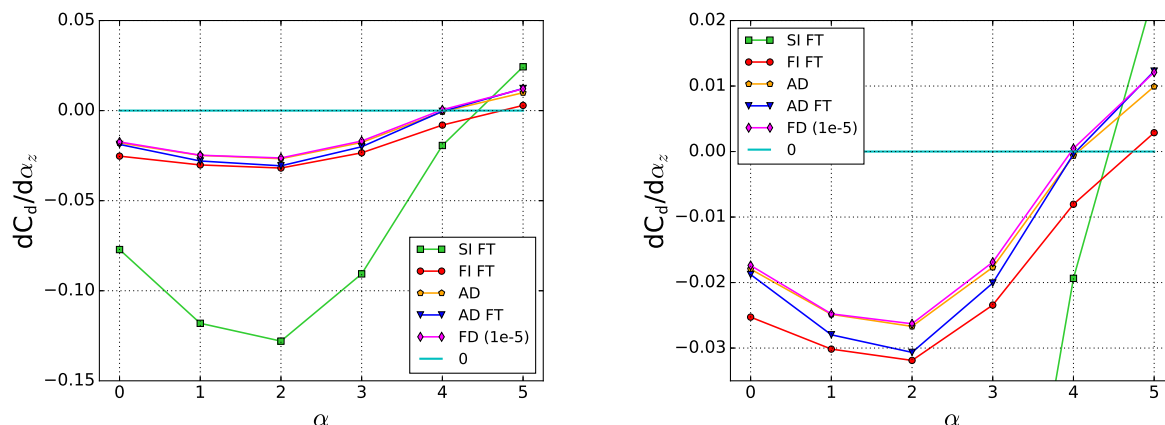 0.05
0.00
−0.05
−0.10
−0.15
dC_d/dα_z
SI FT
FI FT
AD
AD FT
FD (1e-5)
0
0 1 2 3 4 5
α
0.02
0.01
0.00
−0.01
−0.02
−0.03
dC_d/dα_z
SI FT
FI FT
AD
AD FT
FD (1e-5)
0
0 1 2 3 4 5
α